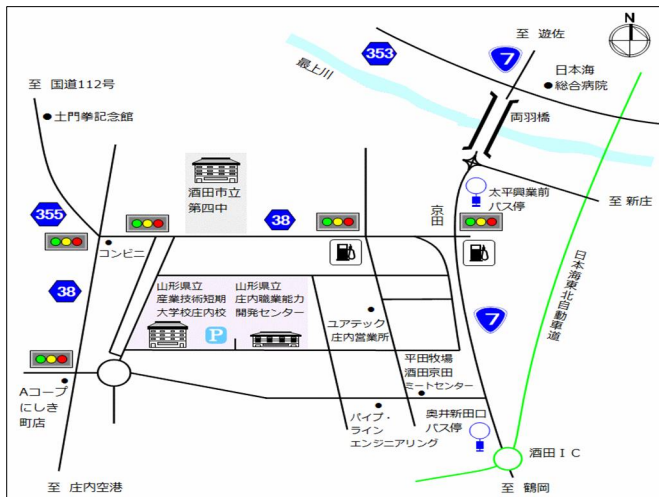 N
至 遊佐
353
7
最上川
日本海
総合病院
至 国道112号
土門拳記念館
両羽橋
酒田市立
第四中
太平興業前
バス停
至 新庄
355
38
京田
コンビニ
日本海東北自動車道
38
山形県立
産業技術短期
大学校庄内校
山形県立
庄内職業能力
開発センター
P
ユアテック
庄内営業所
7
平田牧場
酒田京田
ミートセンター
Aコープ
にしき
町店
パイプ・
ライン
エンジニアリング
奥井新田口
バス停
酒田IC
至 庄内空港
至 鶴岡